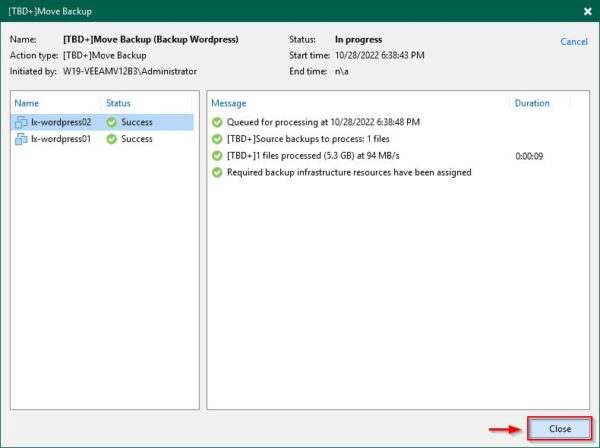 [TBD+]Move Backup
Name: [TBD+]Move Backup (Backup Wordpress) Status: In progress Cancel
Action type: [TBD+]Move Backup Start time: 10/28/2022 6:38:43 PM
Initiated by: W19-VEEAMV12B3\Administrator End time: n\a
Name Status Message Duration
lx-wordpress02 Success Queued for processing at 10/28/2022 6:38:48 PM
lx-wordpress01 Success [TBD+]Source backups to process: 1 files
[TBD+]1 files processed (5.3 GB) at 94 MB/s 0:00:09
Required backup infrastructure resources have been assigned
Close